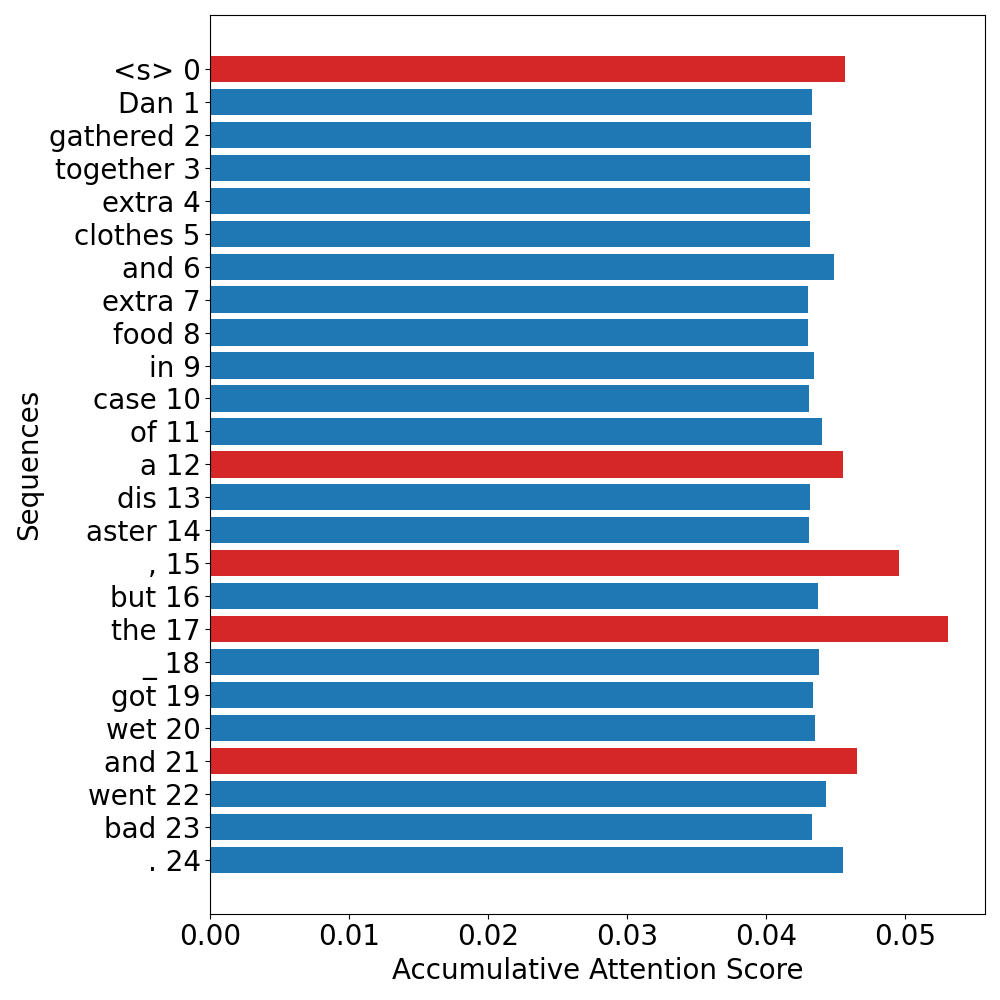 <s> 0
Dan 1
gathered 2
together 3
extra 4
clothes 5
and 6
extra 7
food 8
in 9
case 10
of 11
a 12
dis 13
aster 14
, 15
but 16
the 17
_ 18
got 19
wet 20
and 21
went 22
bad 23
. 24
Sequences
0.00 0.01 0.02 0.03 0.04 0.05
Accumulative Attention Score